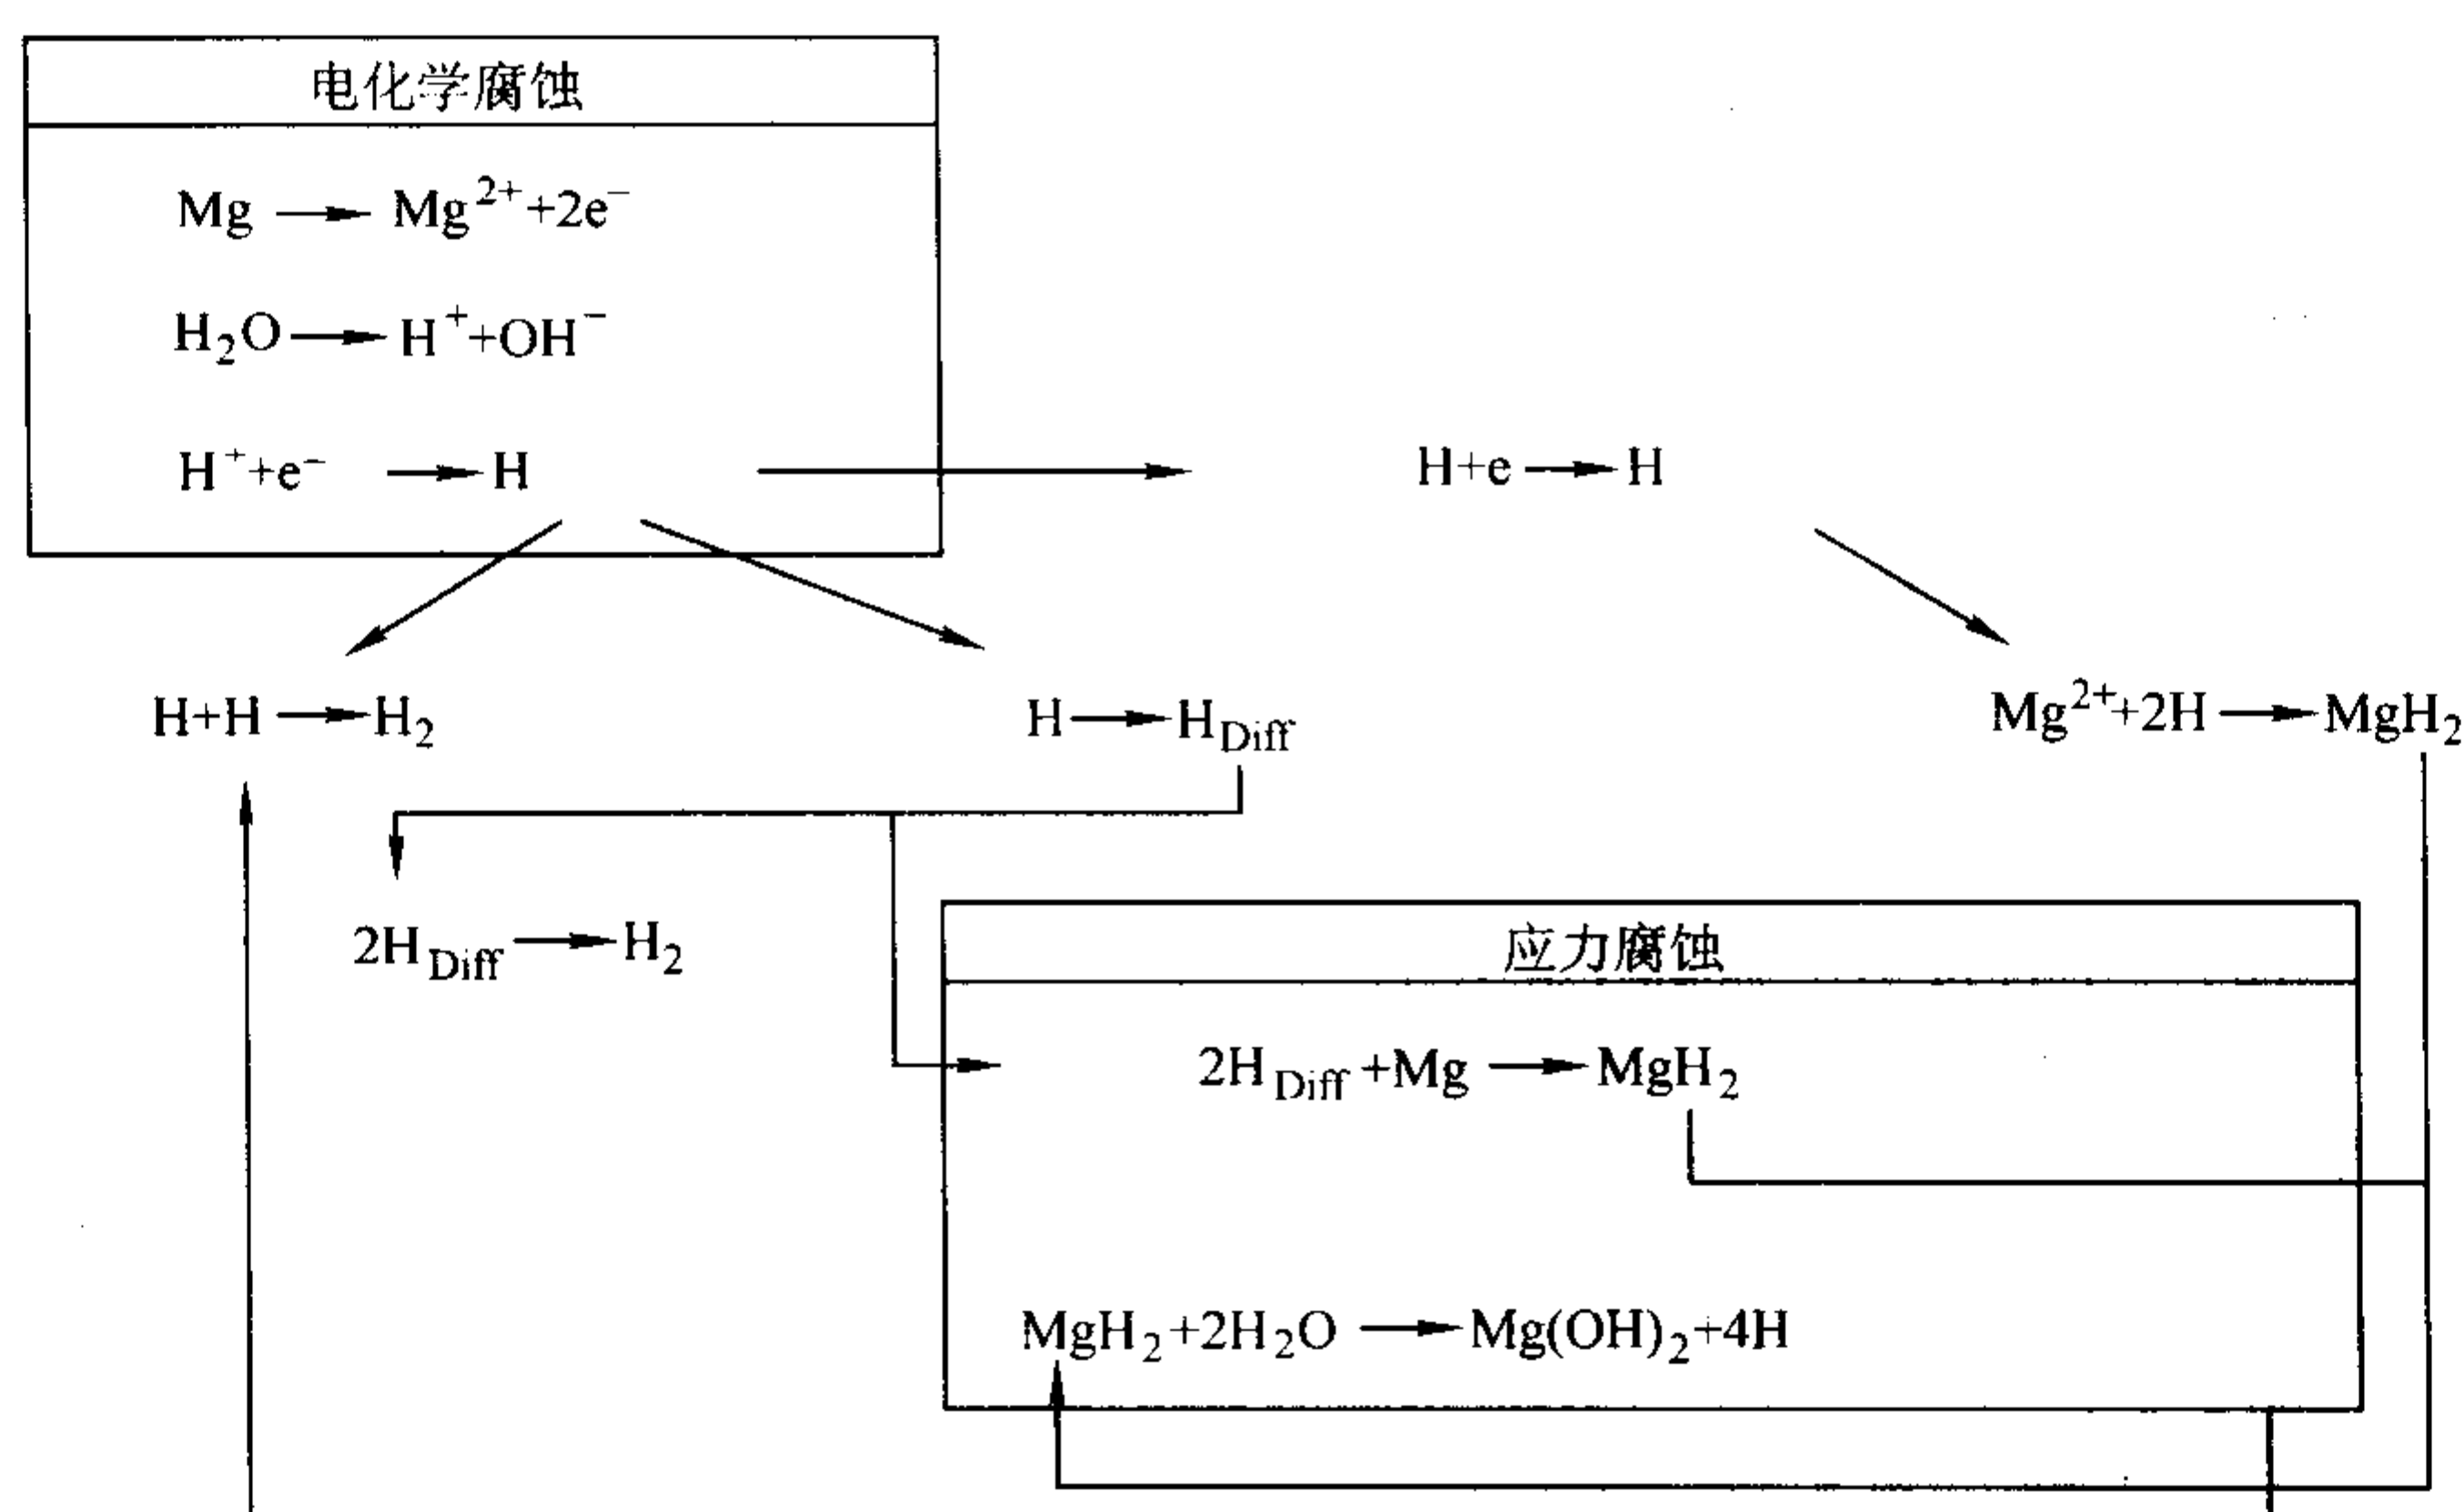 电化学腐蚀
Mg → Mg²⁺+2e⁻
H₂O → H⁺+OH⁻
H⁺+e⁻ → H
H+e → H
H+H → H₂
H → H_Diff
Mg²⁺+2H → MgH₂
2H_Diff → H₂
应力腐蚀
2H_Diff+Mg → MgH₂
MgH₂+2H₂O → Mg(OH)₂+4H